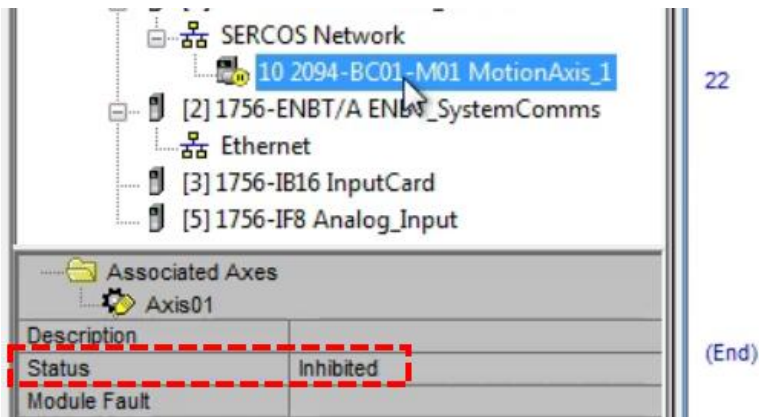 SERCOS Network
10 2094-BC01-M01 MotionAxis_1
[2] 1756-ENBT/A _SystemComms
Ethernet
[3] 1756-IB16 InputCard
[5] 1756-IF8 Analog_Input
Associated Axes
Axis01
Description
Status Inhibited
Module Fault
22
(End)